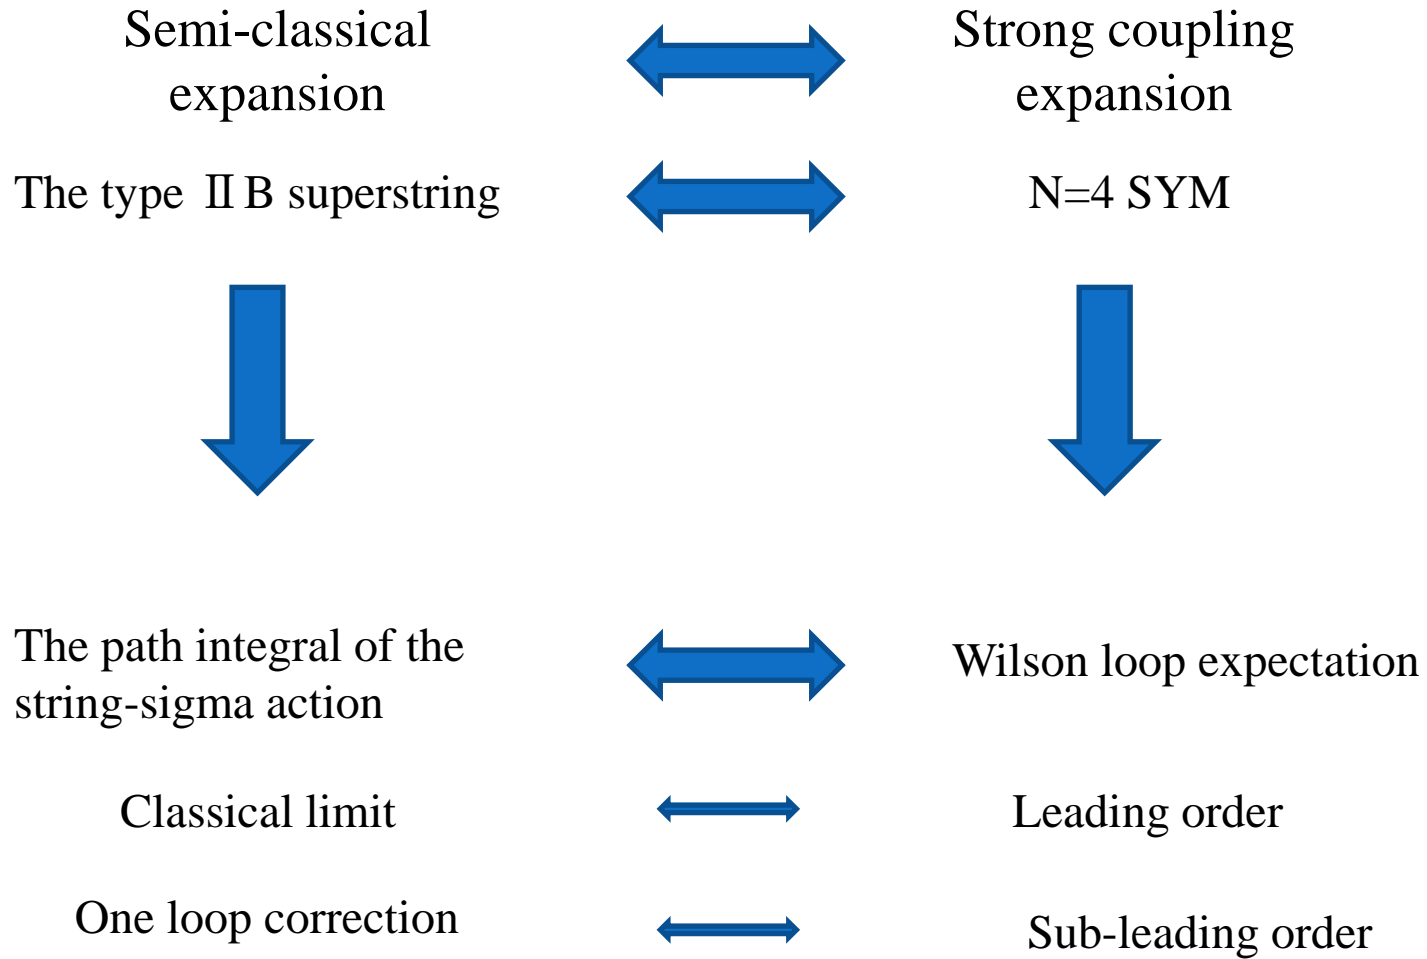 Semi-classical
expansion
Strong coupling
expansion
The type ⅡB superstring
N=4 SYM
The path integral of the
string-sigma action
Wilson loop expectation
Classical limit
Leading order
One loop correction
Sub-leading order